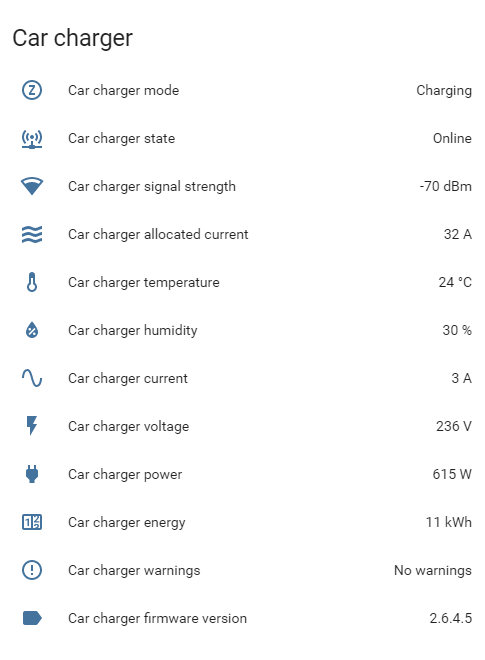 Car charger
Car charger mode Charging
Car charger state Online
Car charger signal strength -70 dBm
Car charger allocated current 32 A
Car charger temperature 24 °C
Car charger humidity 30 %
Car charger current 3 A
Car charger voltage 236 V
Car charger power 615 W
Car charger energy 11 kWh
Car charger warnings No warnings
Car charger firmware version 2.6.4.5